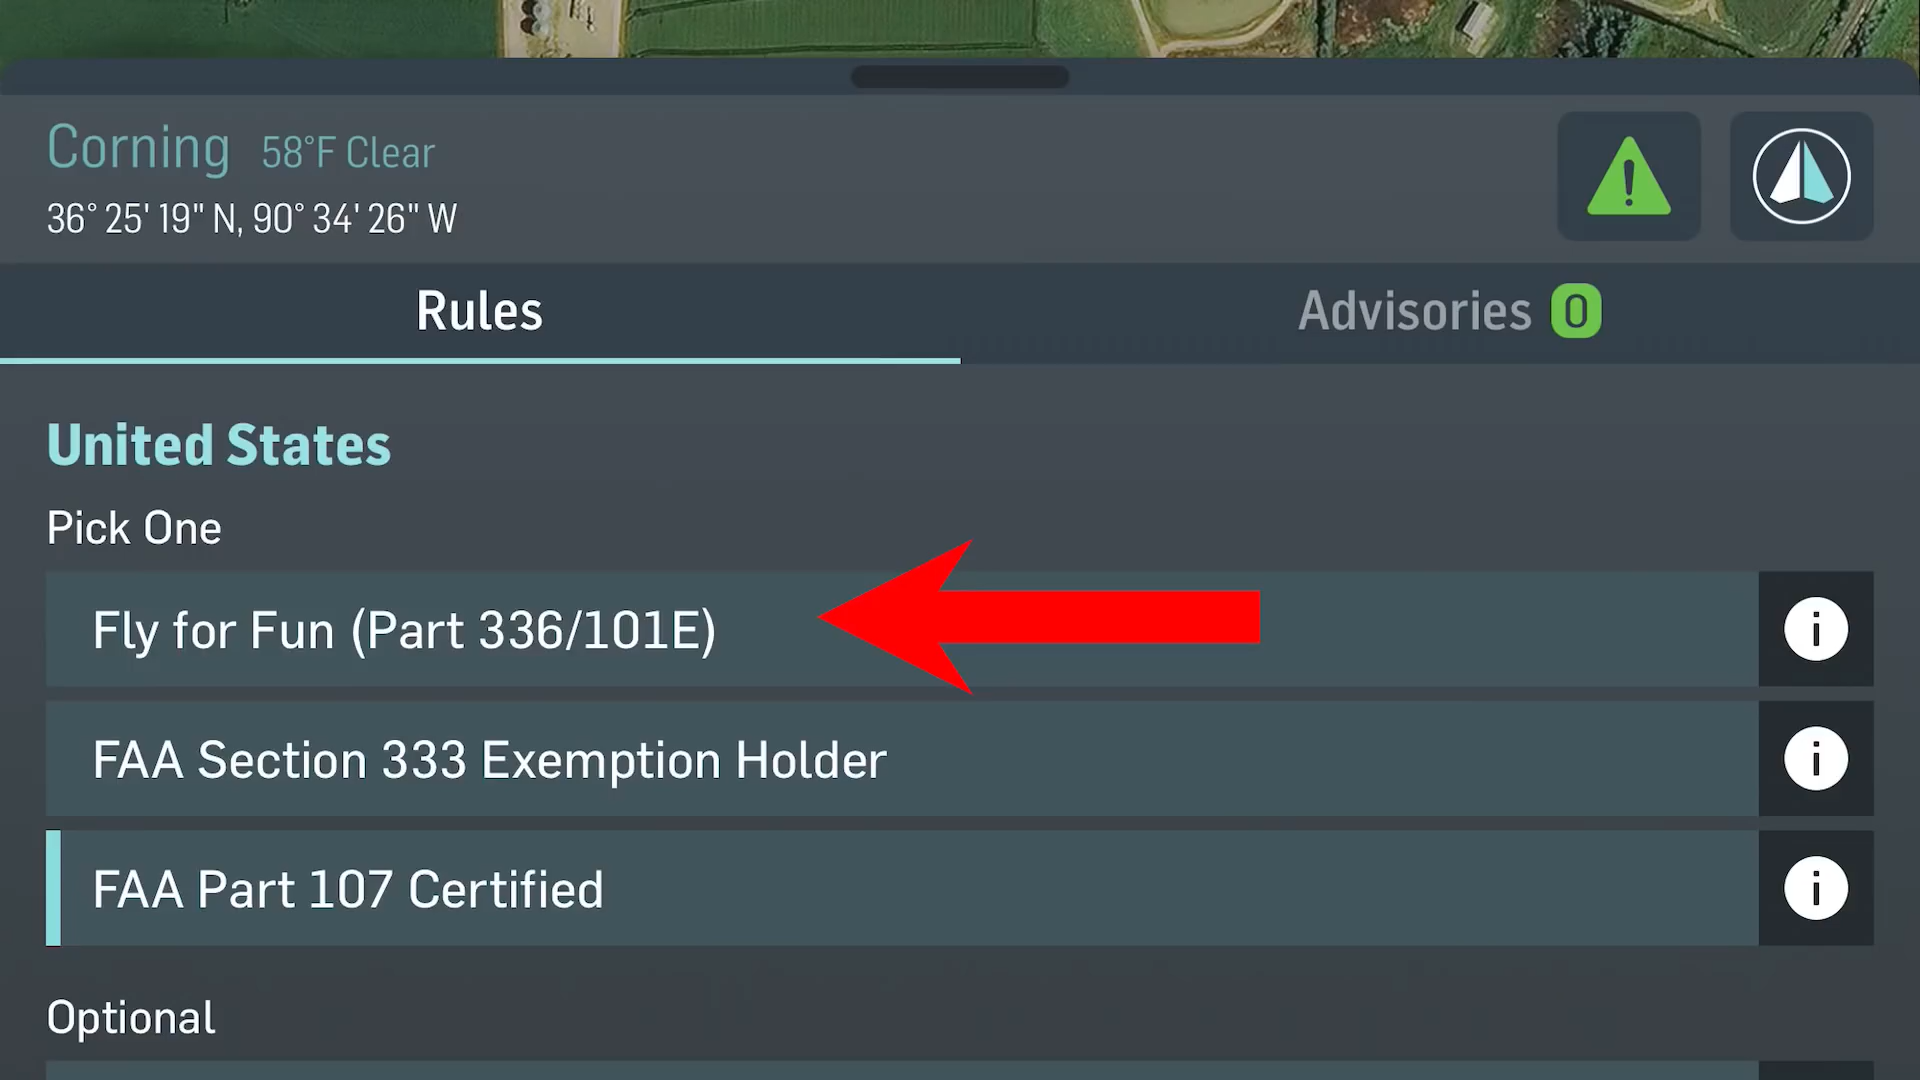 Corning 58°F Clear
36° 25' 19" N, 90° 34' 26" W
Rules
Advisories 0
United States
Pick One
Fly for Fun (Part 336/101E)
FAA Section 333 Exemption Holder
FAA Part 107 Certified
Optional